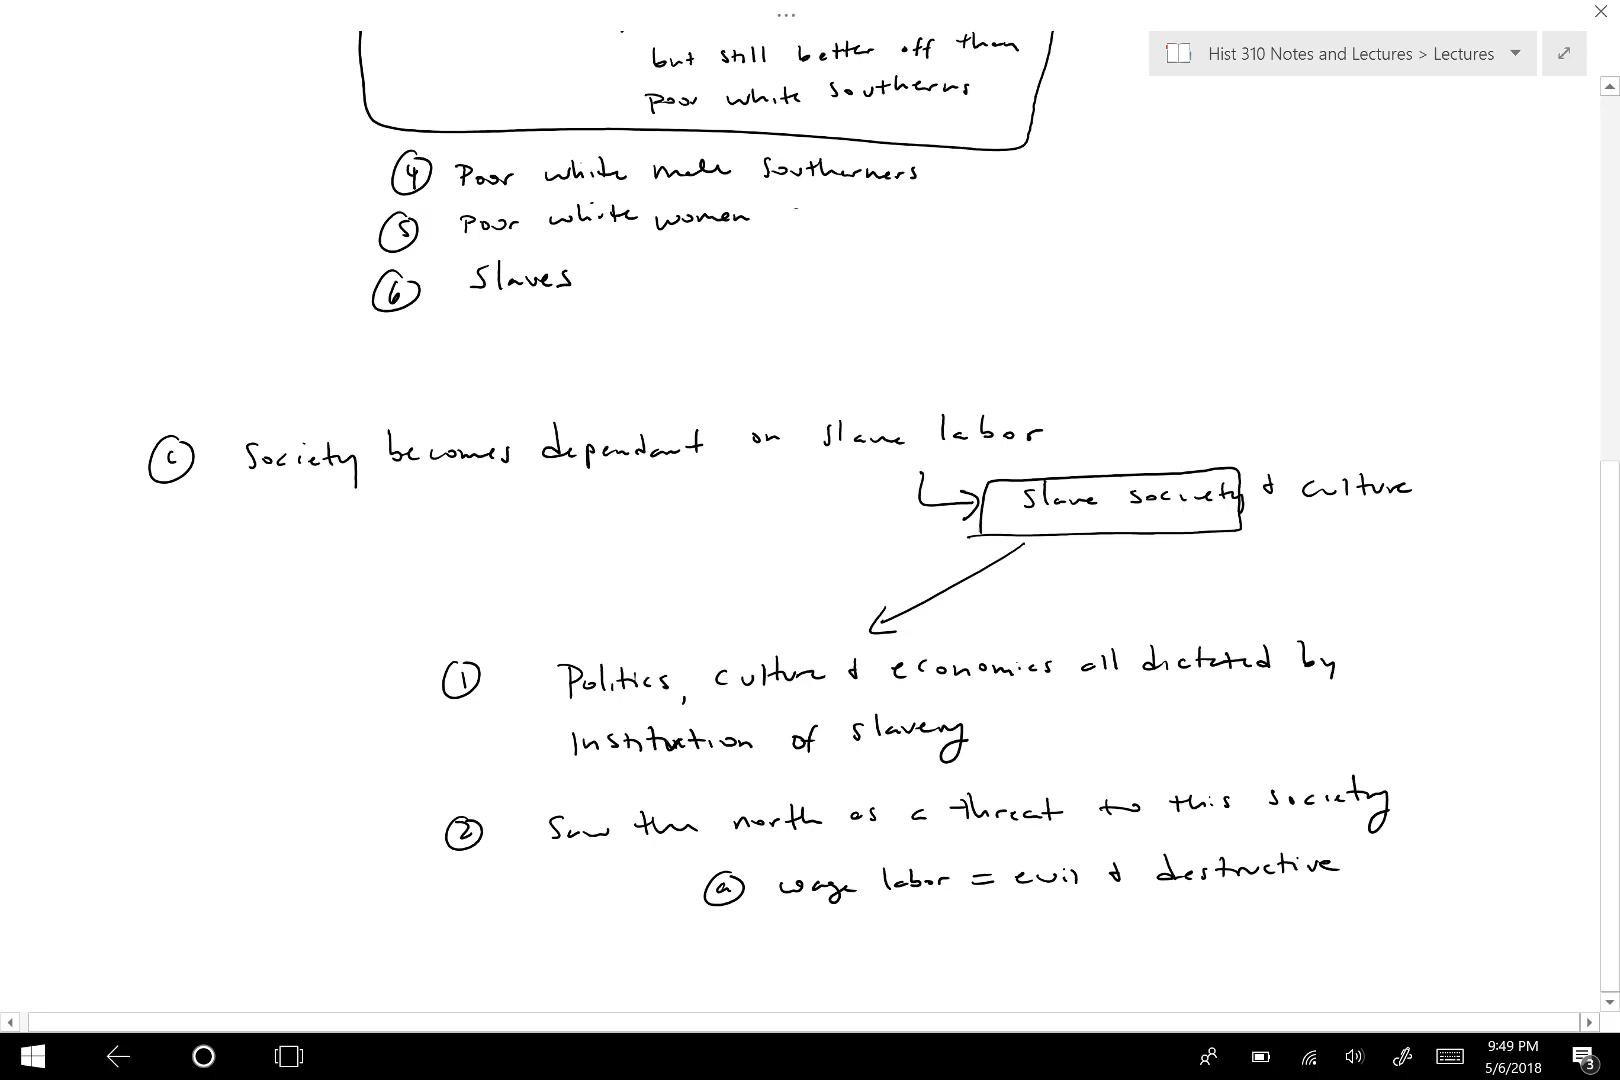 ...
Hist 310 Notes and Lectures > Lectures
but still better off than
poor white southerns
④ Poor white male Southerners
⑤ Poor white women
⑥ Slaves
ⓒ Society becomes dependant on slave labor
slave society & culture
① Politics, culture & economics all dictated by
Institution of slavery
② Saw the north as a threat to this society
ⓐ wage labor = evil & destructive
9:49 PM
5/6/2018
3